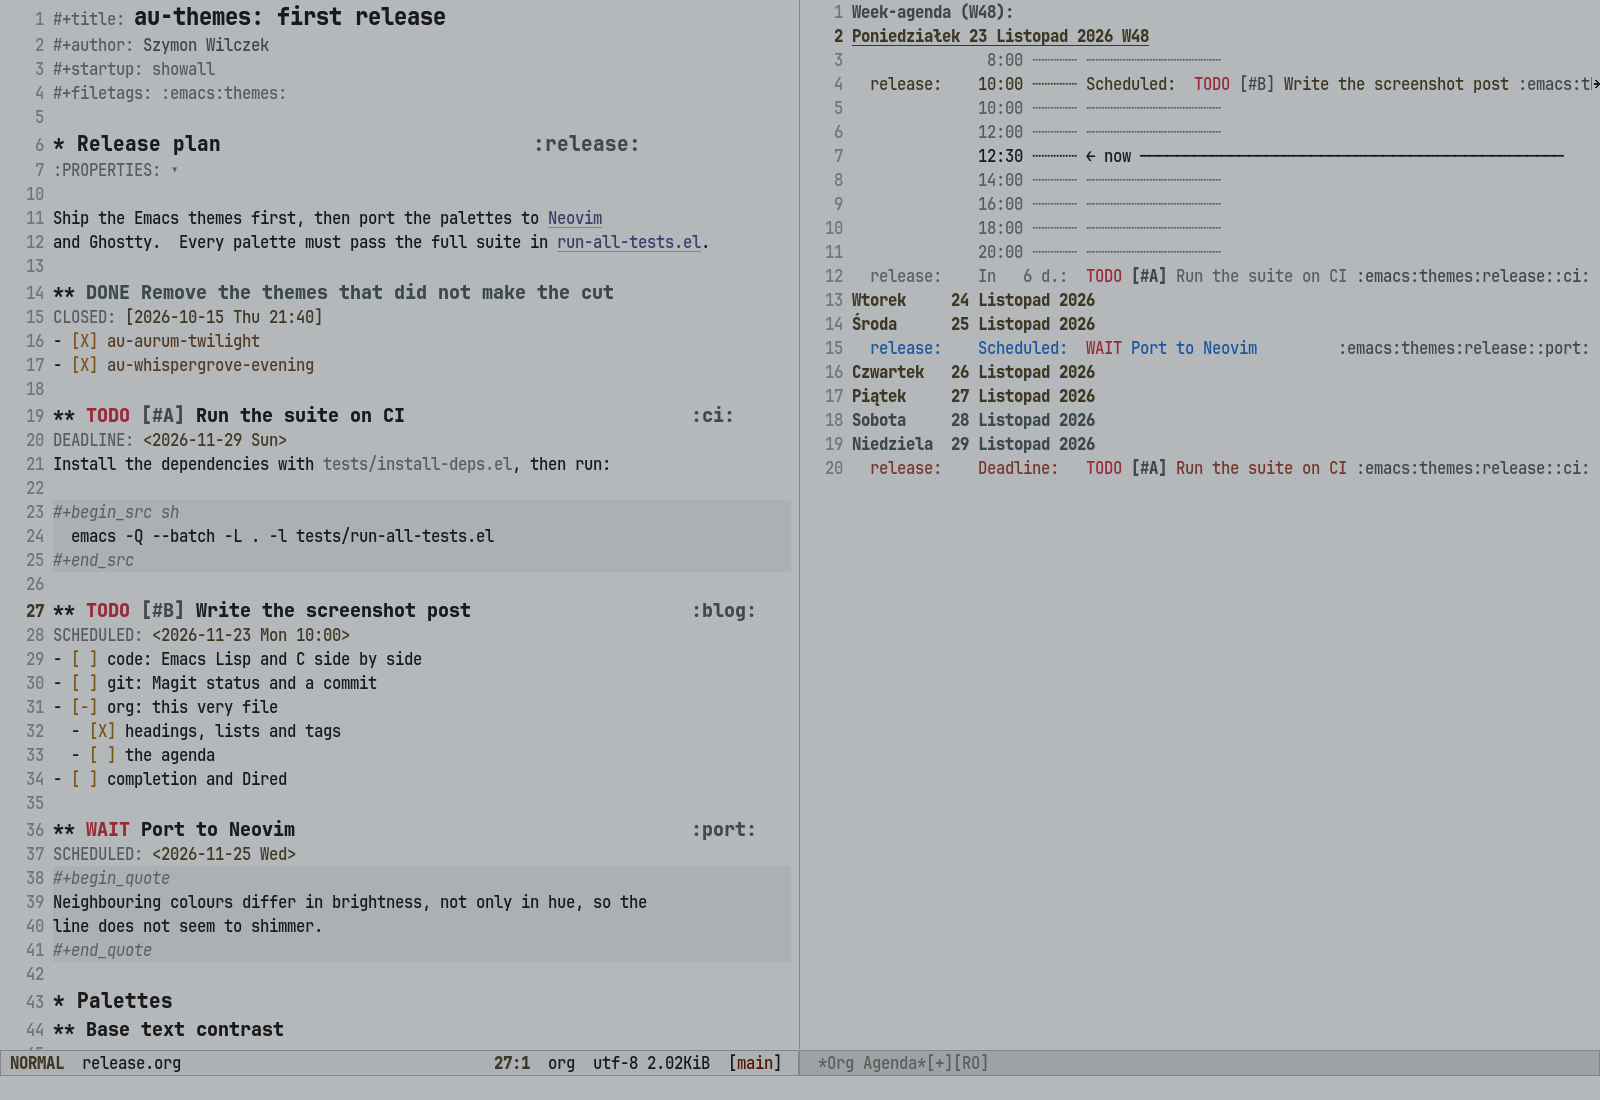 1 #+title: au-themes: first release
2 #+author: Szymon Wilczek
3 #+startup: showall
4 #+filetags: :emacs:themes:
5
6 * Release plan :release:
7 :PROPERTIES: ▾
10
11 Ship the Emacs themes first, then port the palettes to Neovim
12 and Ghostty.  Every palette must pass the full suite in run-all-tests.el.
13
14 ** DONE Remove the themes that did not make the cut
15 CLOSED: [2026-10-15 Thu 21:40]
16 - [X] au-aurum-twilight
17 - [X] au-whispergrove-evening
18
19 ** TODO [#A] Run the suite on CI :ci:
20 DEADLINE: <2026-11-29 Sun>
21 Install the dependencies with tests/install-deps.el, then run:
22
23 #+begin_src sh
24   emacs -Q --batch -L . -l tests/run-all-tests.el
25 #+end_src
26
27 ** TODO [#B] Write the screenshot post :blog:
28 SCHEDULED: <2026-11-23 Mon 10:00>
29 - [ ] code: Emacs Lisp and C side by side
30 - [ ] git: Magit status and a commit
31 - [-] org: this very file
32   - [X] headings, lists and tags
33   - [ ] the agenda
34 - [ ] completion and Dired
35
36 ** WAIT Port to Neovim :port:
37 SCHEDULED: <2026-11-25 Wed>
38 #+begin_quote
39 Neighbouring colours differ in brightness, not only in hue, so the
40 line does not seem to shimmer.
41 #+end_quote
42
43 * Palettes
44 ** Base text contrast
NORMAL  release.org  27:1  org  utf-8 2.02KiB  [main]
1 Week-agenda (W48):
2 Poniedziałek 23 Listopad 2026 W48
3 8:00 ┄┄┄┄┄ ┄┄┄┄┄┄┄┄┄┄┄┄┄┄┄
4 release: 10:00 ┄┄┄┄┄ Scheduled:  TODO [#B] Write the screenshot post :emacs:t→
5 10:00 ┄┄┄┄┄ ┄┄┄┄┄┄┄┄┄┄┄┄┄┄┄
6 12:00 ┄┄┄┄┄ ┄┄┄┄┄┄┄┄┄┄┄┄┄┄┄
7 12:30 ┄┄┄┄┄ ← now ───────────────────────────────────────────────
8 14:00 ┄┄┄┄┄ ┄┄┄┄┄┄┄┄┄┄┄┄┄┄┄
9 16:00 ┄┄┄┄┄ ┄┄┄┄┄┄┄┄┄┄┄┄┄┄┄
10 18:00 ┄┄┄┄┄ ┄┄┄┄┄┄┄┄┄┄┄┄┄┄┄
11 20:00 ┄┄┄┄┄ ┄┄┄┄┄┄┄┄┄┄┄┄┄┄┄
12 release: In   6 d.:  TODO [#A] Run the suite on CI :emacs:themes:release::ci:
13 Wtorek     24 Listopad 2026
14 Środa      25 Listopad 2026
15 release: Scheduled:  WAIT Port to Neovim :emacs:themes:release::port:
16 Czwartek   26 Listopad 2026
17 Piątek     27 Listopad 2026
18 Sobota     28 Listopad 2026
19 Niedziela  29 Listopad 2026
20 release: Deadline:   TODO [#A] Run the suite on CI :emacs:themes:release::ci:
*Org Agenda*[+][RO]